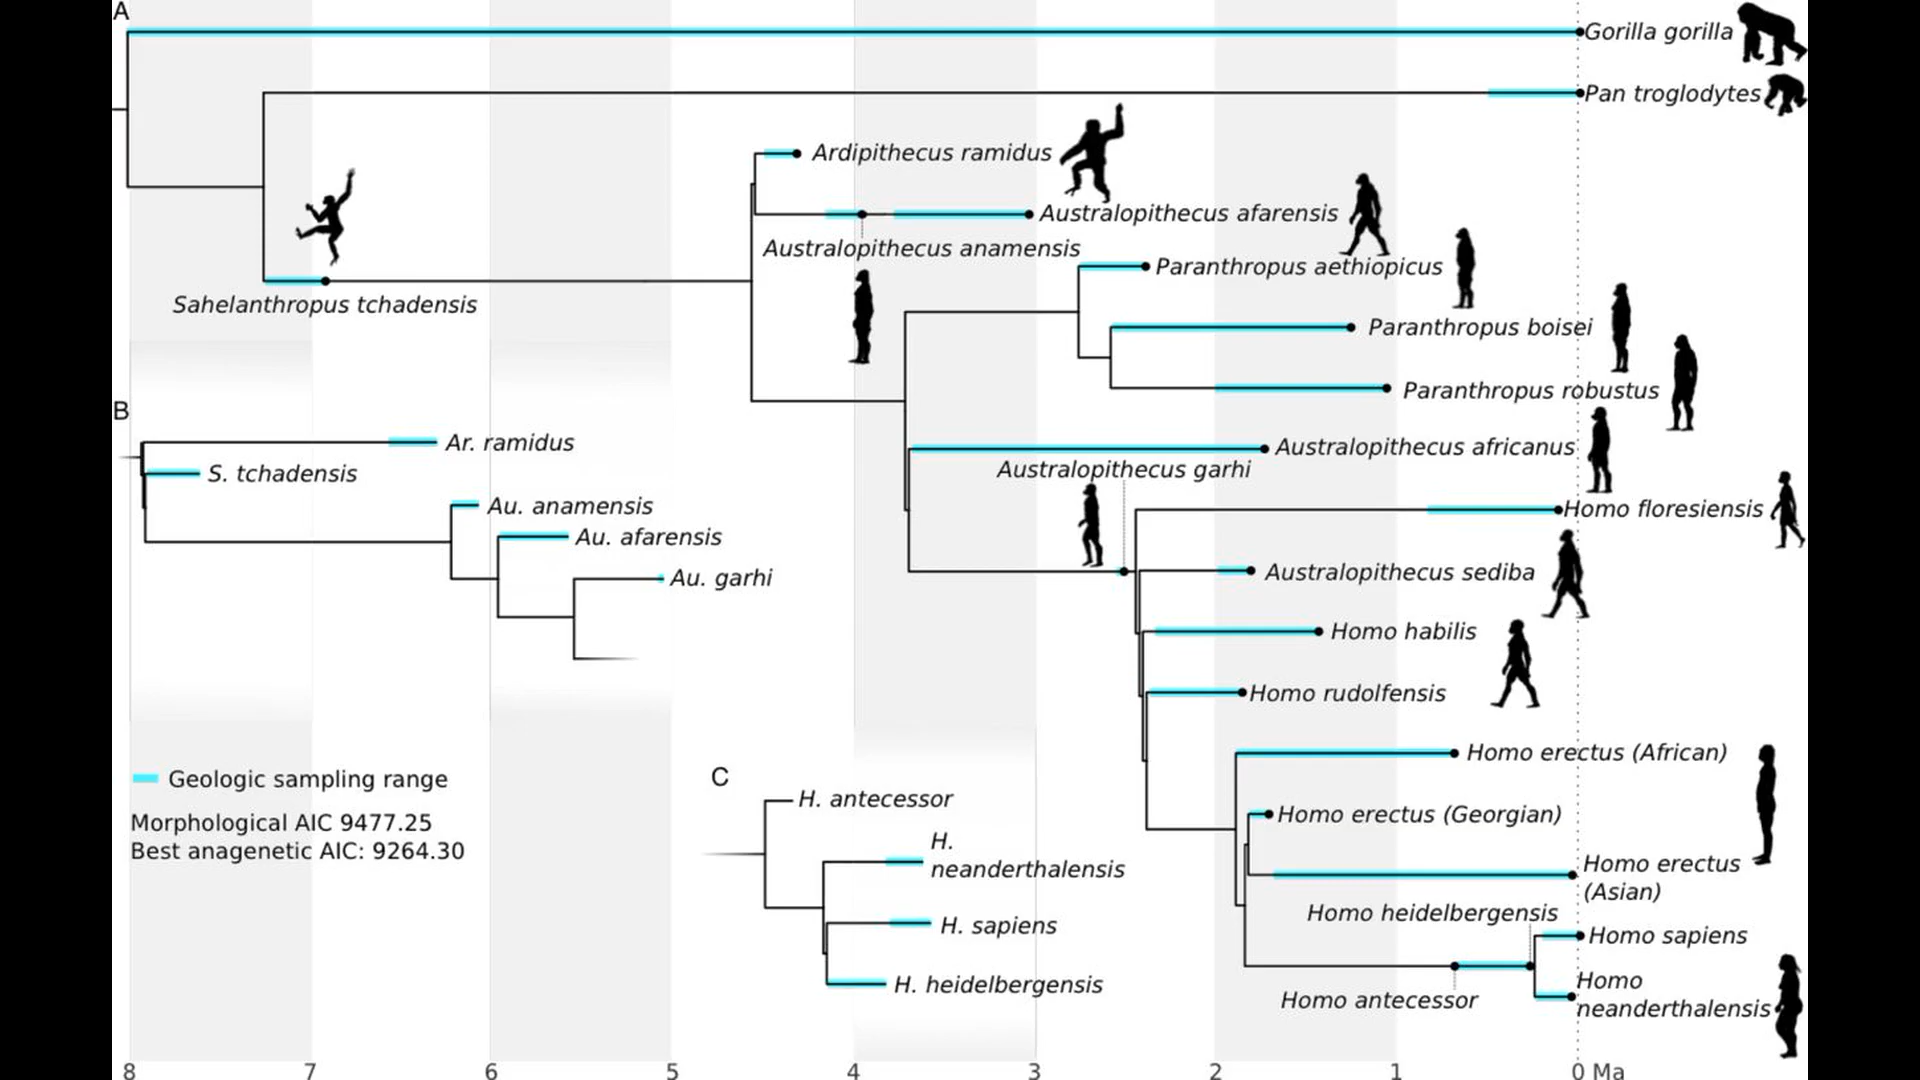 A
Gorilla gorilla
Pan troglodytes
Ardipithecus ramidus
Australopithecus afarensis
Australopithecus anamensis
Paranthropus aethiopicus
Sahelanthropus tchadensis
Paranthropus boisei
Paranthropus robustus
B
Ar. ramidus
Australopithecus africanus
Australopithecus garhi
S. tchadensis
Au. anamensis
Homo floresiensis
Au. afarensis
Au. garhi
Australopithecus sediba
Homo habilis
Homo rudolfensis
Homo erectus (African)
Geologic sampling range
C
H. antecessor
Homo erectus (Georgian)
Morphological AIC 9477.25
Best anagenetic AIC: 9264.30
H.
neanderthalensis
Homo erectus
(Asian)
Homo heidelbergensis
H. sapiens
Homo sapiens
H. heidelbergensis
Homo antecessor
Homo
neanderthalensis
8 7 6 5 4 3 2 1 0 Ma